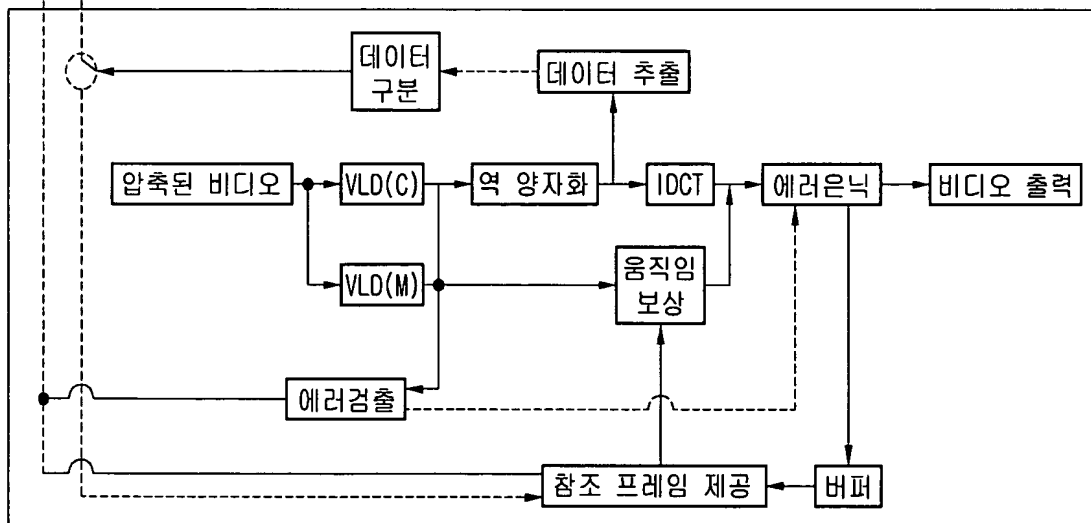 데이터
구분
데이터 추출
압축된 비디오
VLD(C)
역 양자화
IDCT
에러은닉
비디오 출력
VLD(M)
움직임
보상
에러검출
참조 프레임 제공
버퍼